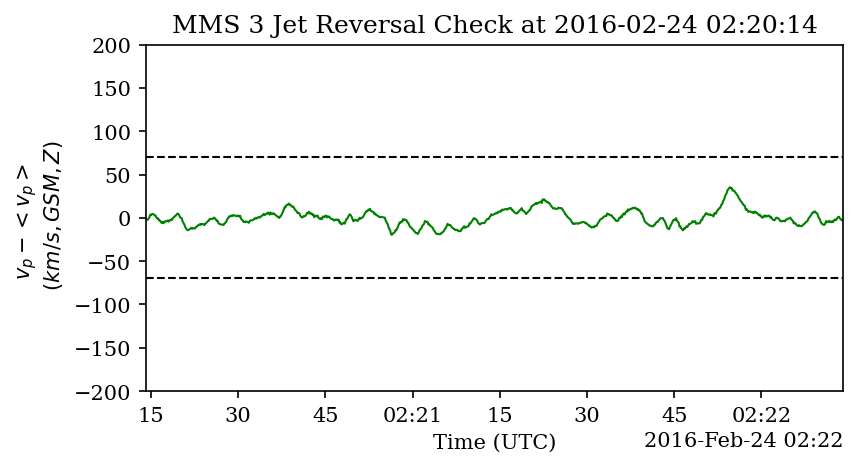 MMS 3 Jet Reversal Check at 2016-02-24 02:20:14
200
150
100
50
0
−50
−100
−150
−200
v_p − < v_p >
(km/s, GSM, Z)
15 30 45 02:21 15 30 45 02:22
Time (UTC)
2016-Feb-24 02:22